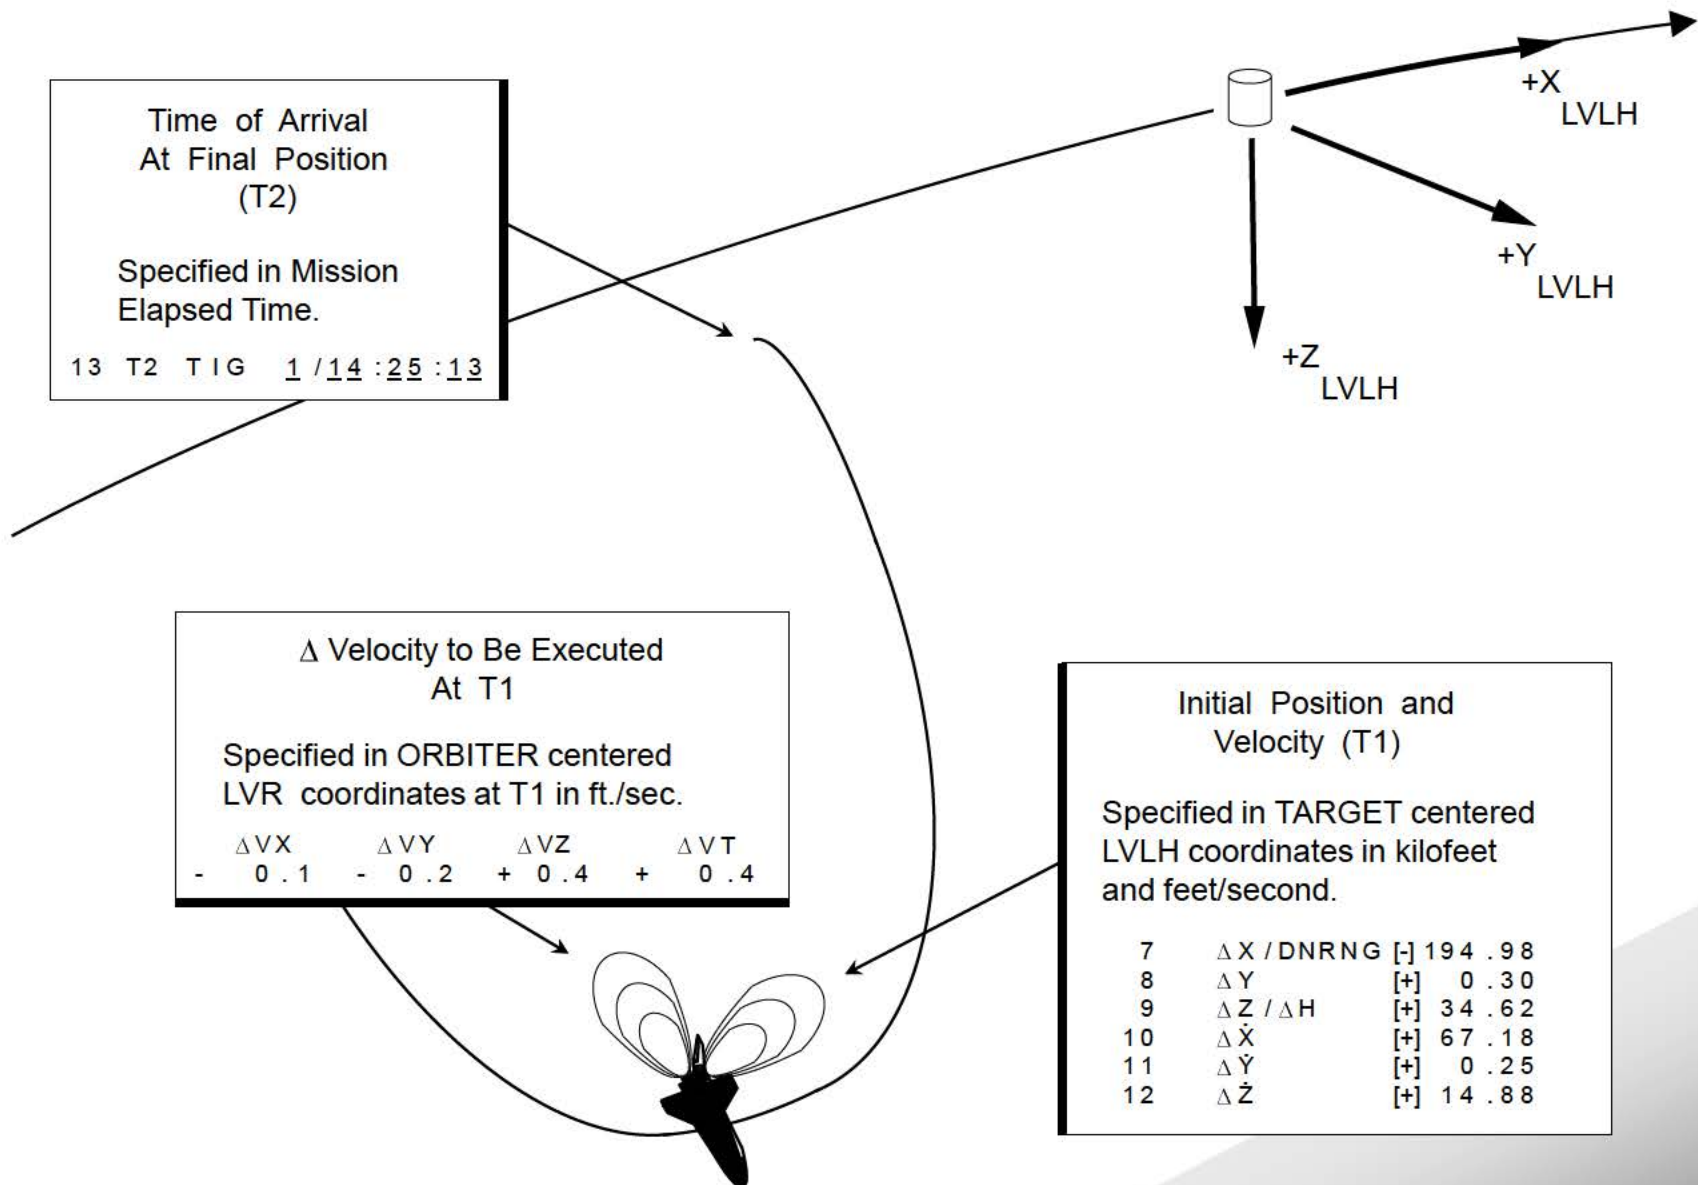 Time of Arrival
At Final Position
(T2)
Specified in Mission
Elapsed Time.
13 T2 TIG 1 /14 :25 :13
+X LVLH
+Y LVLH
+Z LVLH
Δ Velocity to Be Executed
At T1
Specified in ORBITER centered
LVR coordinates at T1 in ft./sec.
ΔVX ΔVY ΔVZ ΔVT
- 0.1 - 0.2 + 0.4 + 0.4
Initial Position and
Velocity (T1)
Specified in TARGET centered
LVLH coordinates in kilofeet
and feet/second.
7 ΔX / DNRNG [-] 194.98
8 ΔY [+] 0.30
9 ΔZ / ΔH [+] 34.62
10 ΔẊ [+] 67.18
11 ΔẎ [+] 0.25
12 ΔŻ [+] 14.88